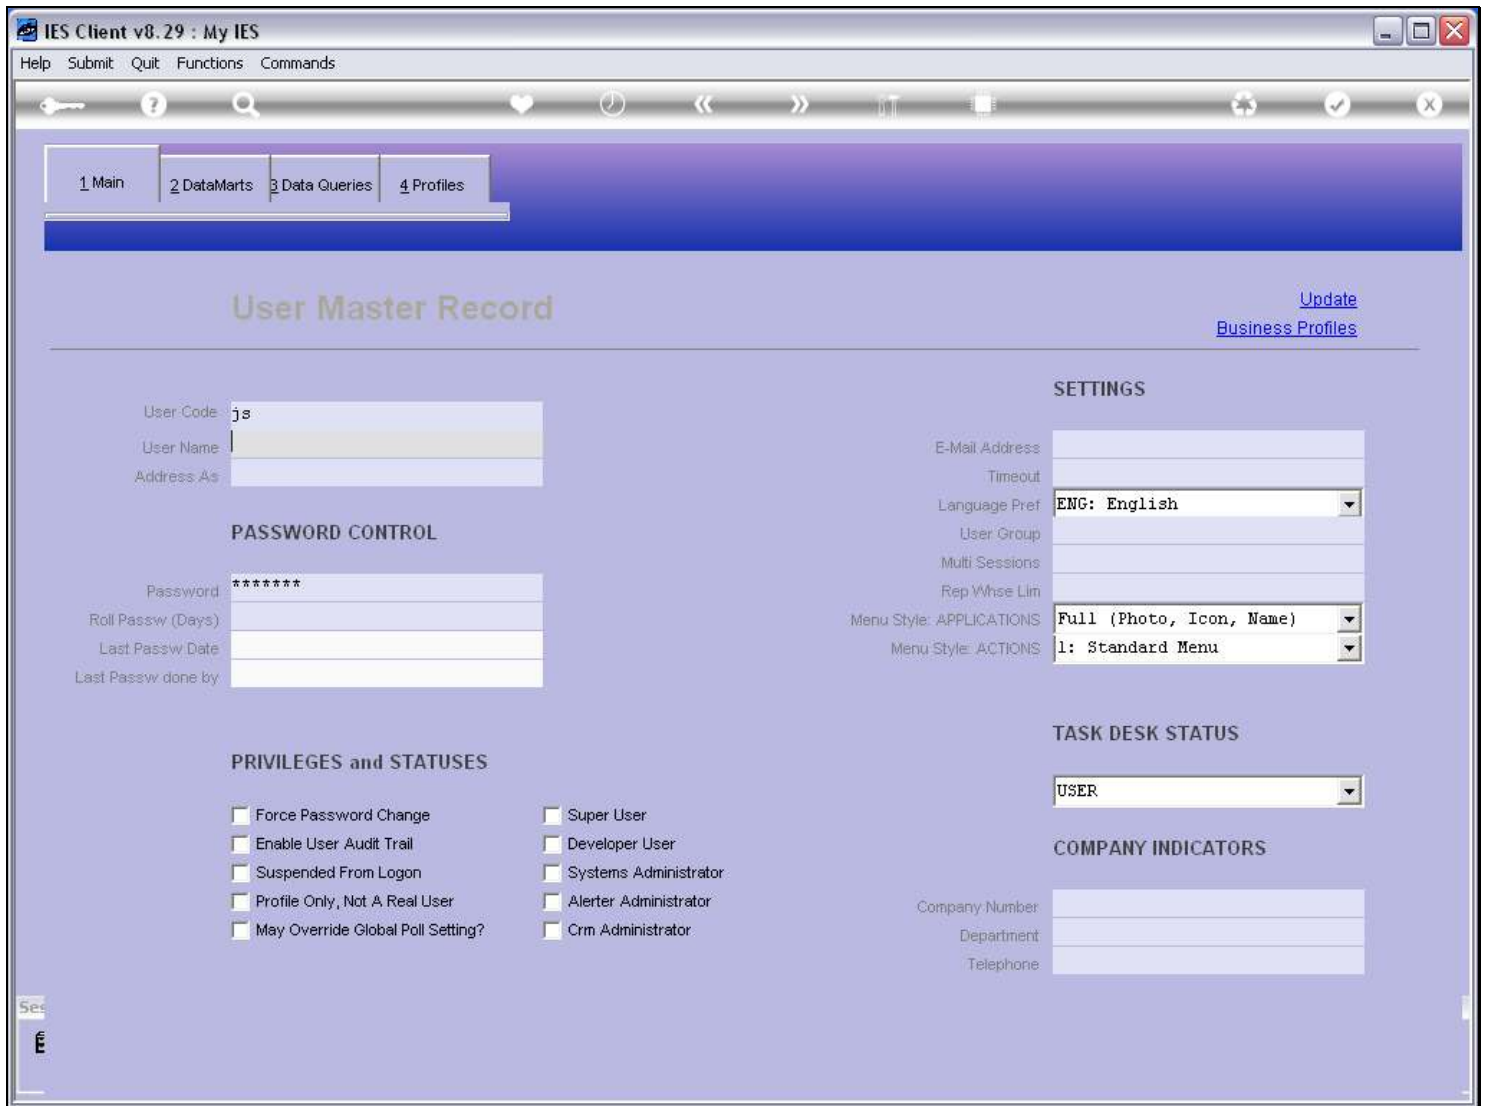 IES Client v8.29 : My IES
Help Submit Quit Functions Commands
1 Main
2 DataMarts
3 Data Queries
4 Profiles
User Master Record
Update
Business Profiles
User Code js
User Name
Address As
PASSWORD CONTROL
Password *******
Roll Passw (Days)
Last Passw Date
Last Passw done by
PRIVILEGES and STATUSES
Force Password Change
Enable User Audit Trail
Suspended From Logon
Profile Only, Not A Real User
May Override Global Poll Setting?
Super User
Developer User
Systems Administrator
Alerter Administrator
Crm Administrator
SETTINGS
E-Mail Address
Timeout
Language Pref ENG: English
User Group
Multi Sessions
Rep Whse Lim
Menu Style: APPLICATIONS Full (Photo, Icon, Name)
Menu Style: ACTIONS 1: Standard Menu
TASK DESK STATUS
USER
COMPANY INDICATORS
Company Number
Department
Telephone